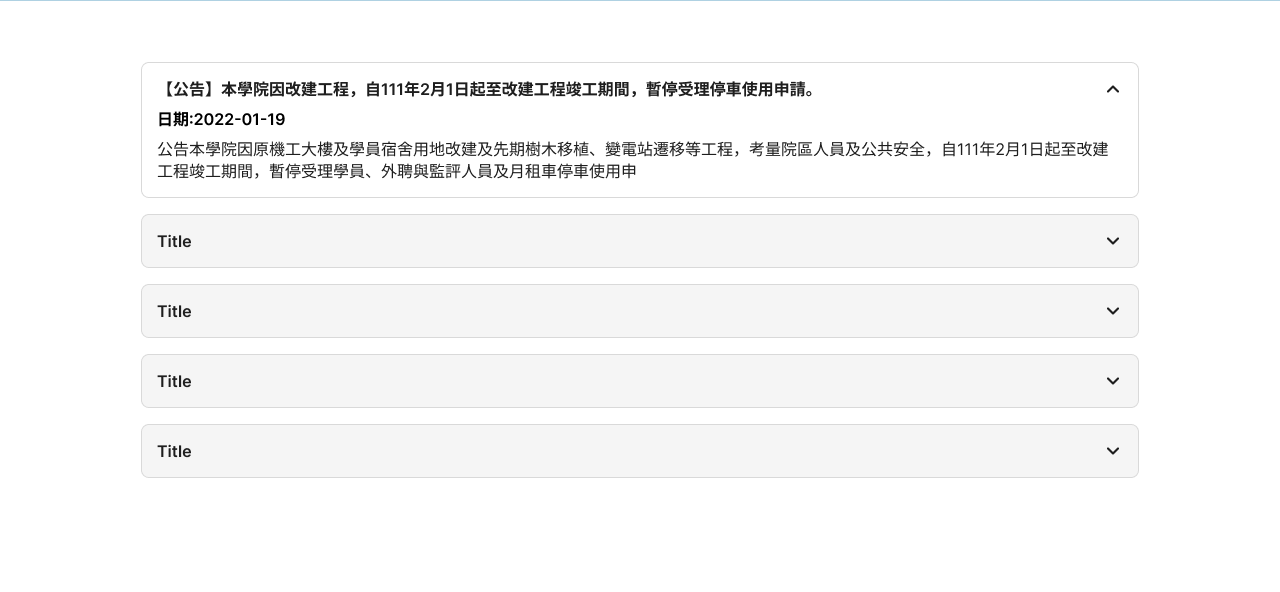 【公告】本學院因改建工程，自111年2月1日起至改建工程竣工期間，暫停受理停車使用申請。
日期:2022-01-19
公告本學院因原機工大樓及學員宿舍用地改建及先期樹木移植、變電站遷移等工程，考量院區人員及公共安全，自111年2月1日起至改建
工程竣工期間，暫停受理學員、外聘與監評人員及月租車停車使用申
Title
Title
Title
Title